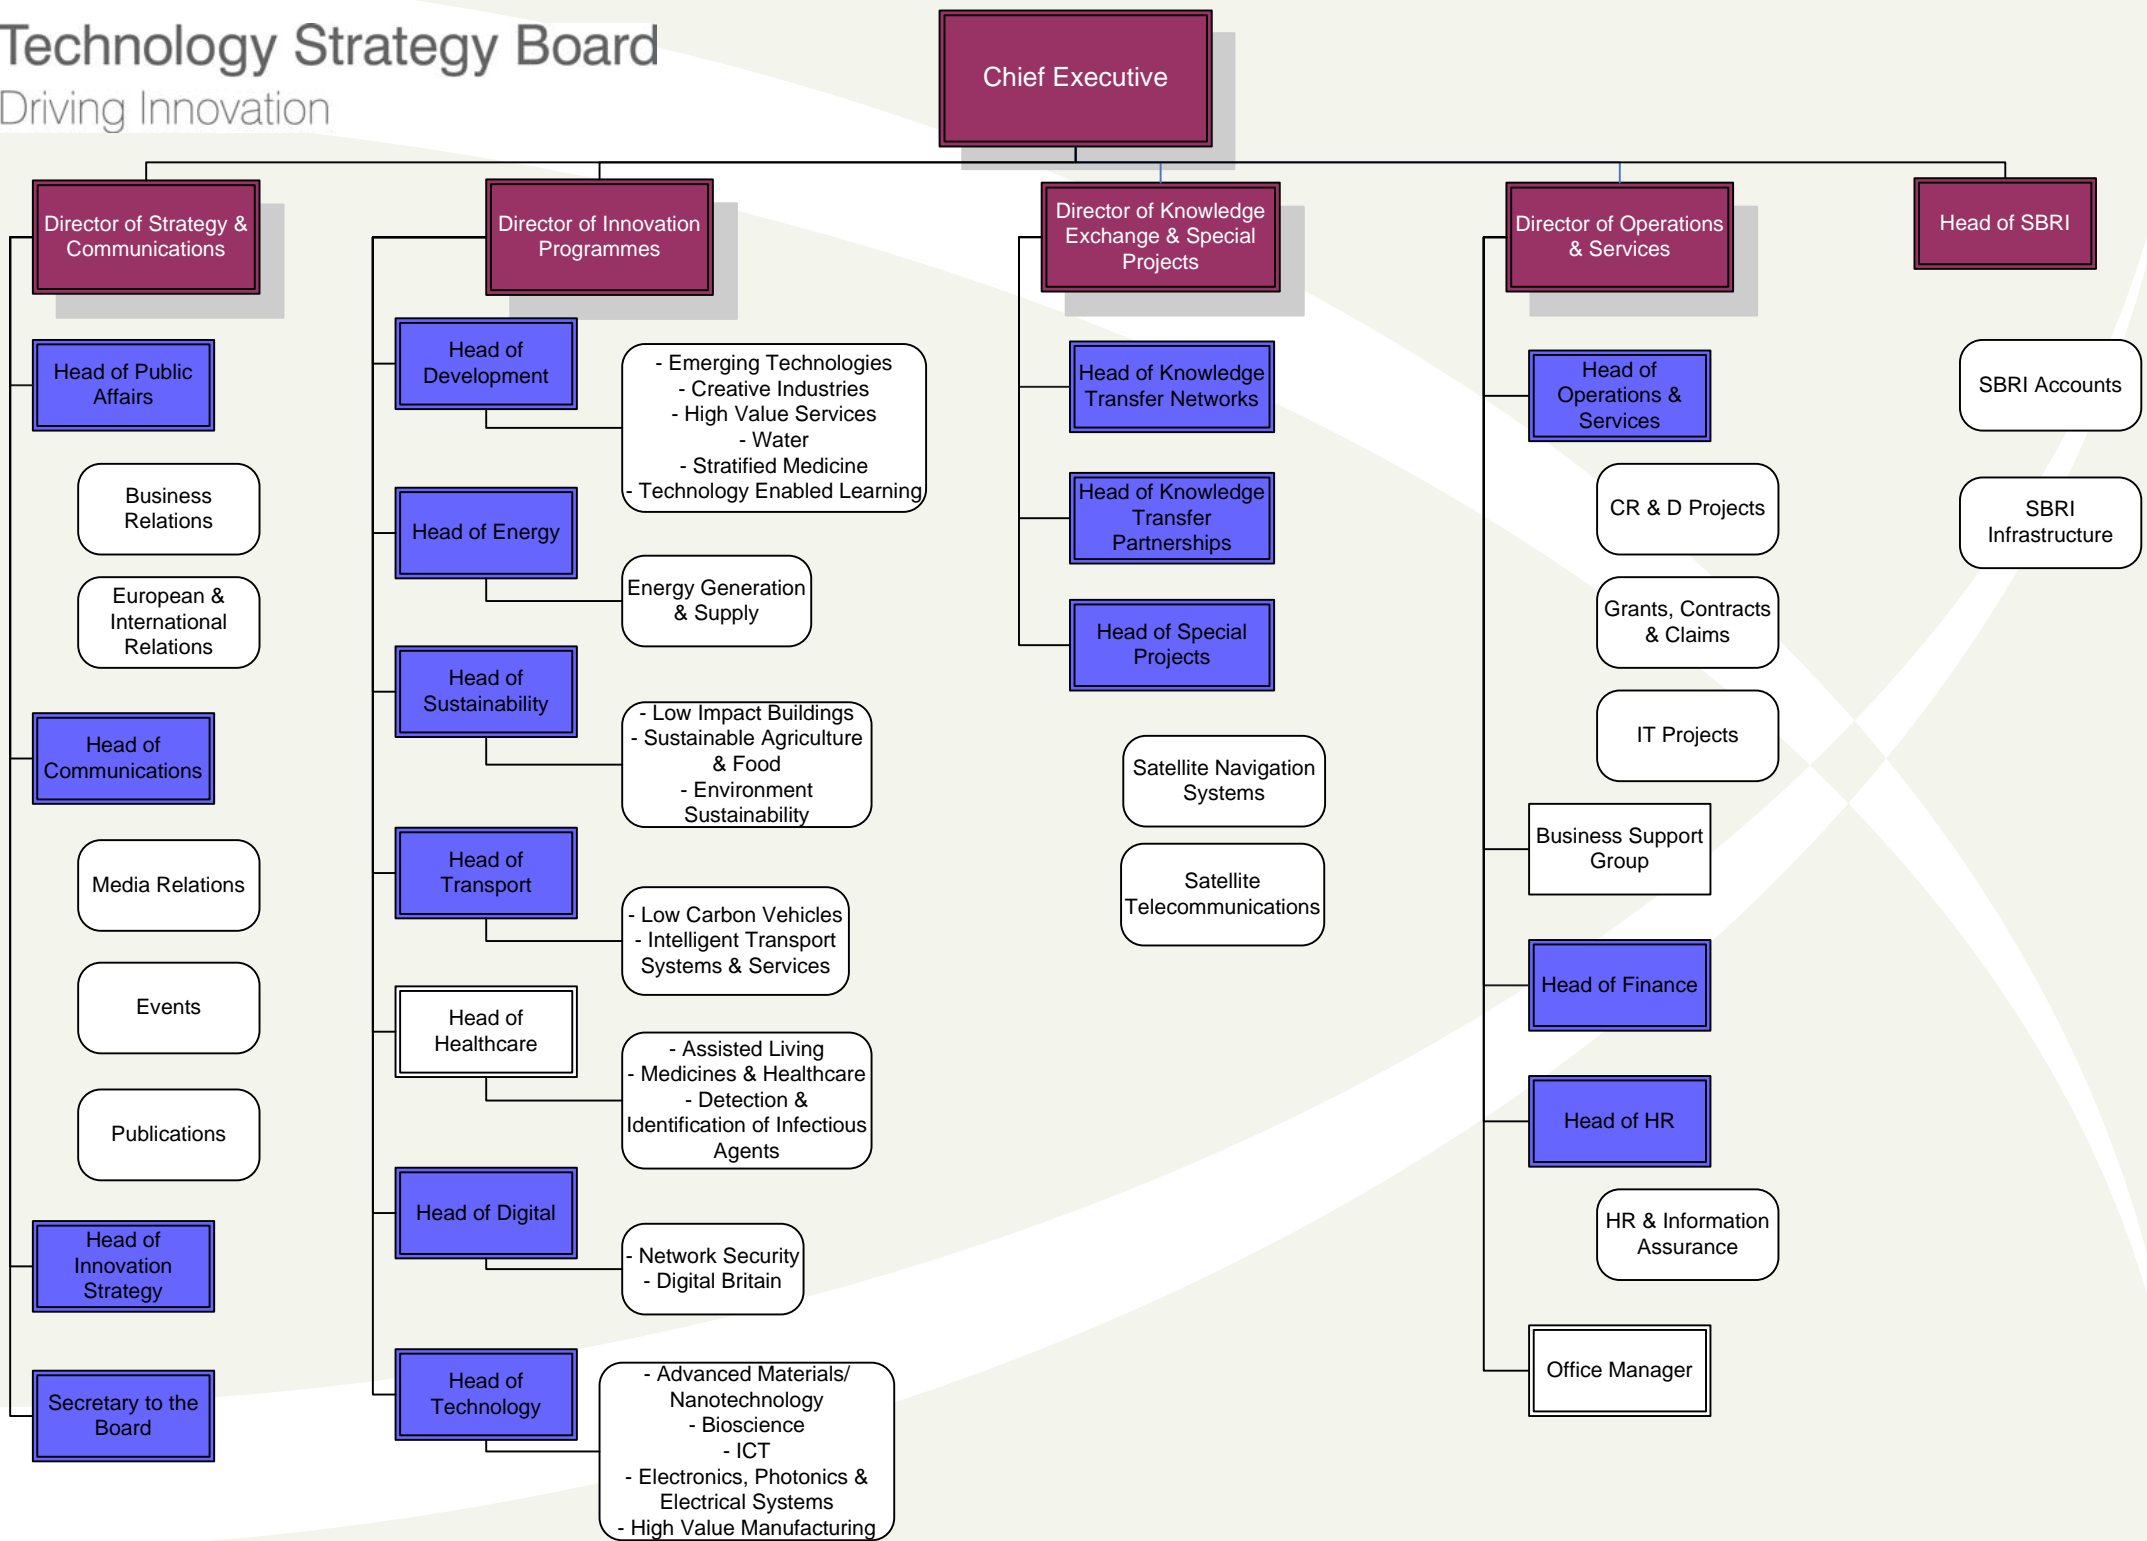 Technology Strategy Board
Driving Innovation
Chief Executive
Director of Strategy &
Communications
Head of Public
Affairs
Business
Relations
European &
International
Relations
Head of
Communications
Media Relations
Events
Publications
Head of
Innovation
Strategy
Secretary to the
Board
Director of Innovation
Programmes
Head of
Development
- Emerging Technologies
- Creative Industries
- High Value Services
- Water
- Stratified Medicine
- Technology Enabled Learning
Head of Energy
Energy Generation
& Supply
Head of
Sustainability
- Low Impact Buildings
- Sustainable Agriculture
& Food
- Environment
Sustainability
Head of
Transport
- Low Carbon Vehicles
- Intelligent Transport
Systems & Services
Head of
Healthcare
- Assisted Living
- Medicines & Healthcare
- Detection &
Identification of Infectious
Agents
Head of Digital
- Network Security
- Digital Britain
Head of
Technology
- Advanced Materials/
Nanotechnology
- Bioscience
- ICT
- Electronics, Photonics &
Electrical Systems
- High Value Manufacturing
Director of Knowledge
Exchange & Special
Projects
Head of Knowledge
Transfer Networks
Head of Knowledge
Transfer
Partnerships
Head of Special
Projects
Satellite Navigation
Systems
Satellite
Telecommunications
Director of Operations
& Services
Head of
Operations &
Services
CR & D Projects
Grants, Contracts
& Claims
IT Projects
Business Support
Group
Head of Finance
Head of HR
HR & Information
Assurance
Office Manager
Head of SBRI
SBRI Accounts
SBRI
Infrastructure